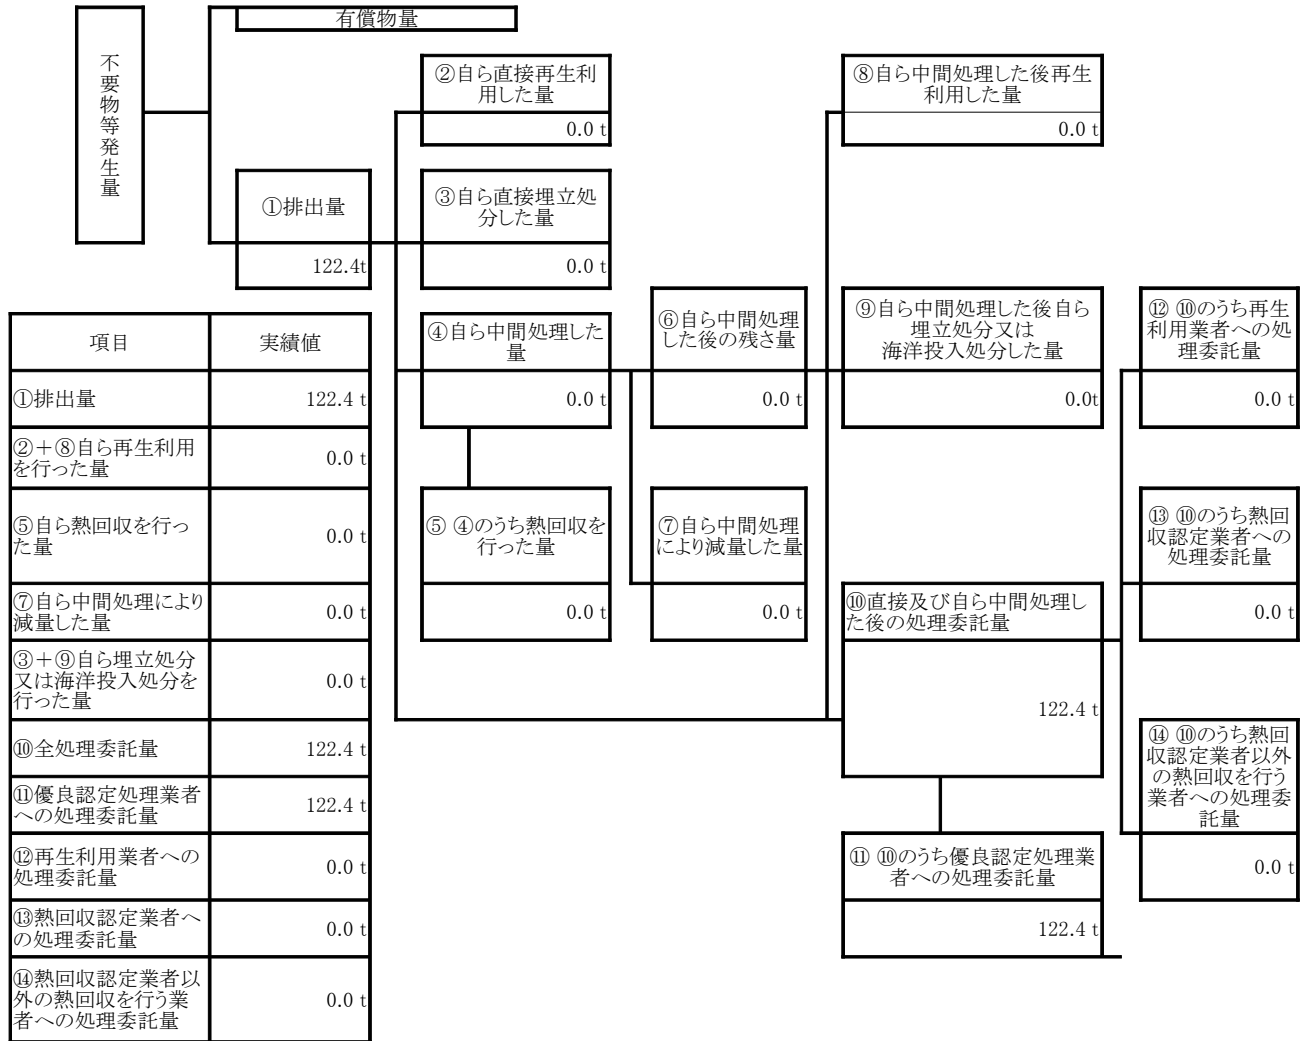 有償物量
不要物等発生量
②自ら直接再生利
用した量
0.0 t
⑧自ら中間処理した後再生
利用した量
0.0 t
①排出量
122.4t
③自ら直接埋立処
分した量
0.0 t
④自ら中間処理した
量
0.0 t
⑥自ら中間処理
した後の残さ量
0.0 t
⑨自ら中間処理した後自ら
埋立処分又は
海洋投入処分した量
0.0t
⑫ ⑩のうち再生
利用業者への処
理委託量
0.0 t
⑤ ④のうち熱回収を
行った量
0.0 t
⑦自ら中間処理
により減量した量
0.0 t
⑩直接及び自ら中間処理し
た後の処理委託量
122.4 t
⑬ ⑩のうち熱回
収認定業者への
処理委託量
0.0 t
⑭ ⑩のうち熱回
収認定業者以外
の熱回収を行う
業者への処理委
託量
0.0 t
⑪ ⑩のうち優良認定処理業
者への処理委託量
122.4 t
項目 実績値
①排出量 122.4 t
②＋⑧自ら再生利用
を行った量
0.0 t
⑤自ら熱回収を行っ
た量
0.0 t
⑦自ら中間処理により
減量した量
0.0 t
③＋⑨自ら埋立処分
又は海洋投入処分を
行った量
0.0 t
⑩全処理委託量 122.4 t
⑪優良認定処理業者
への処理委託量
122.4 t
⑫再生利用業者への
処理委託量
0.0 t
⑬熱回収認定業者へ
の処理委託量
0.0 t
⑭熱回収認定業者以
外の熱回収を行う業
者への処理委託量
0.0 t